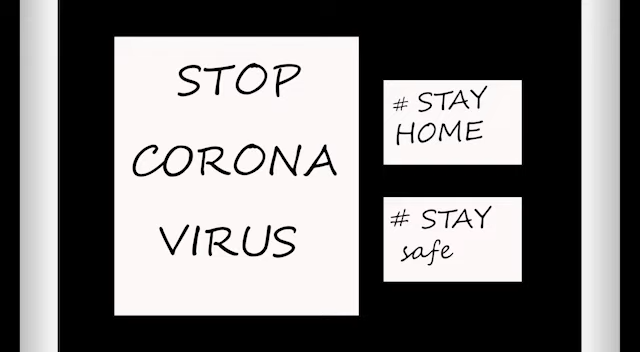 STOP
CORONA
VIRUS
# STAY
HOME
# STAY
safe